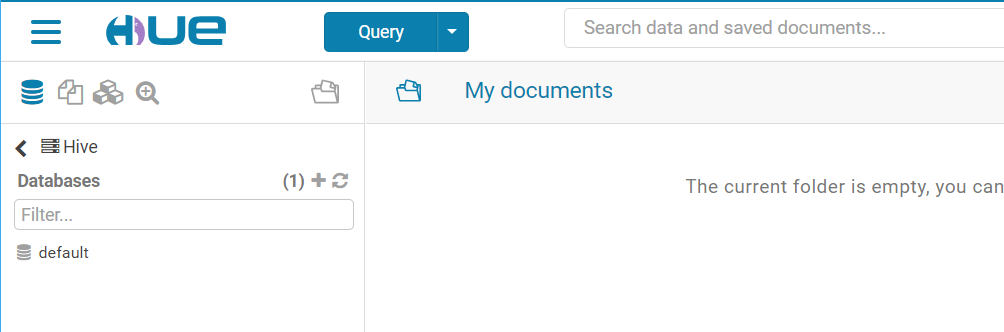 HUE
Query
Search data and saved documents...
My documents
Hive
Databases (1)
The current folder is empty, you can
Filter...
default